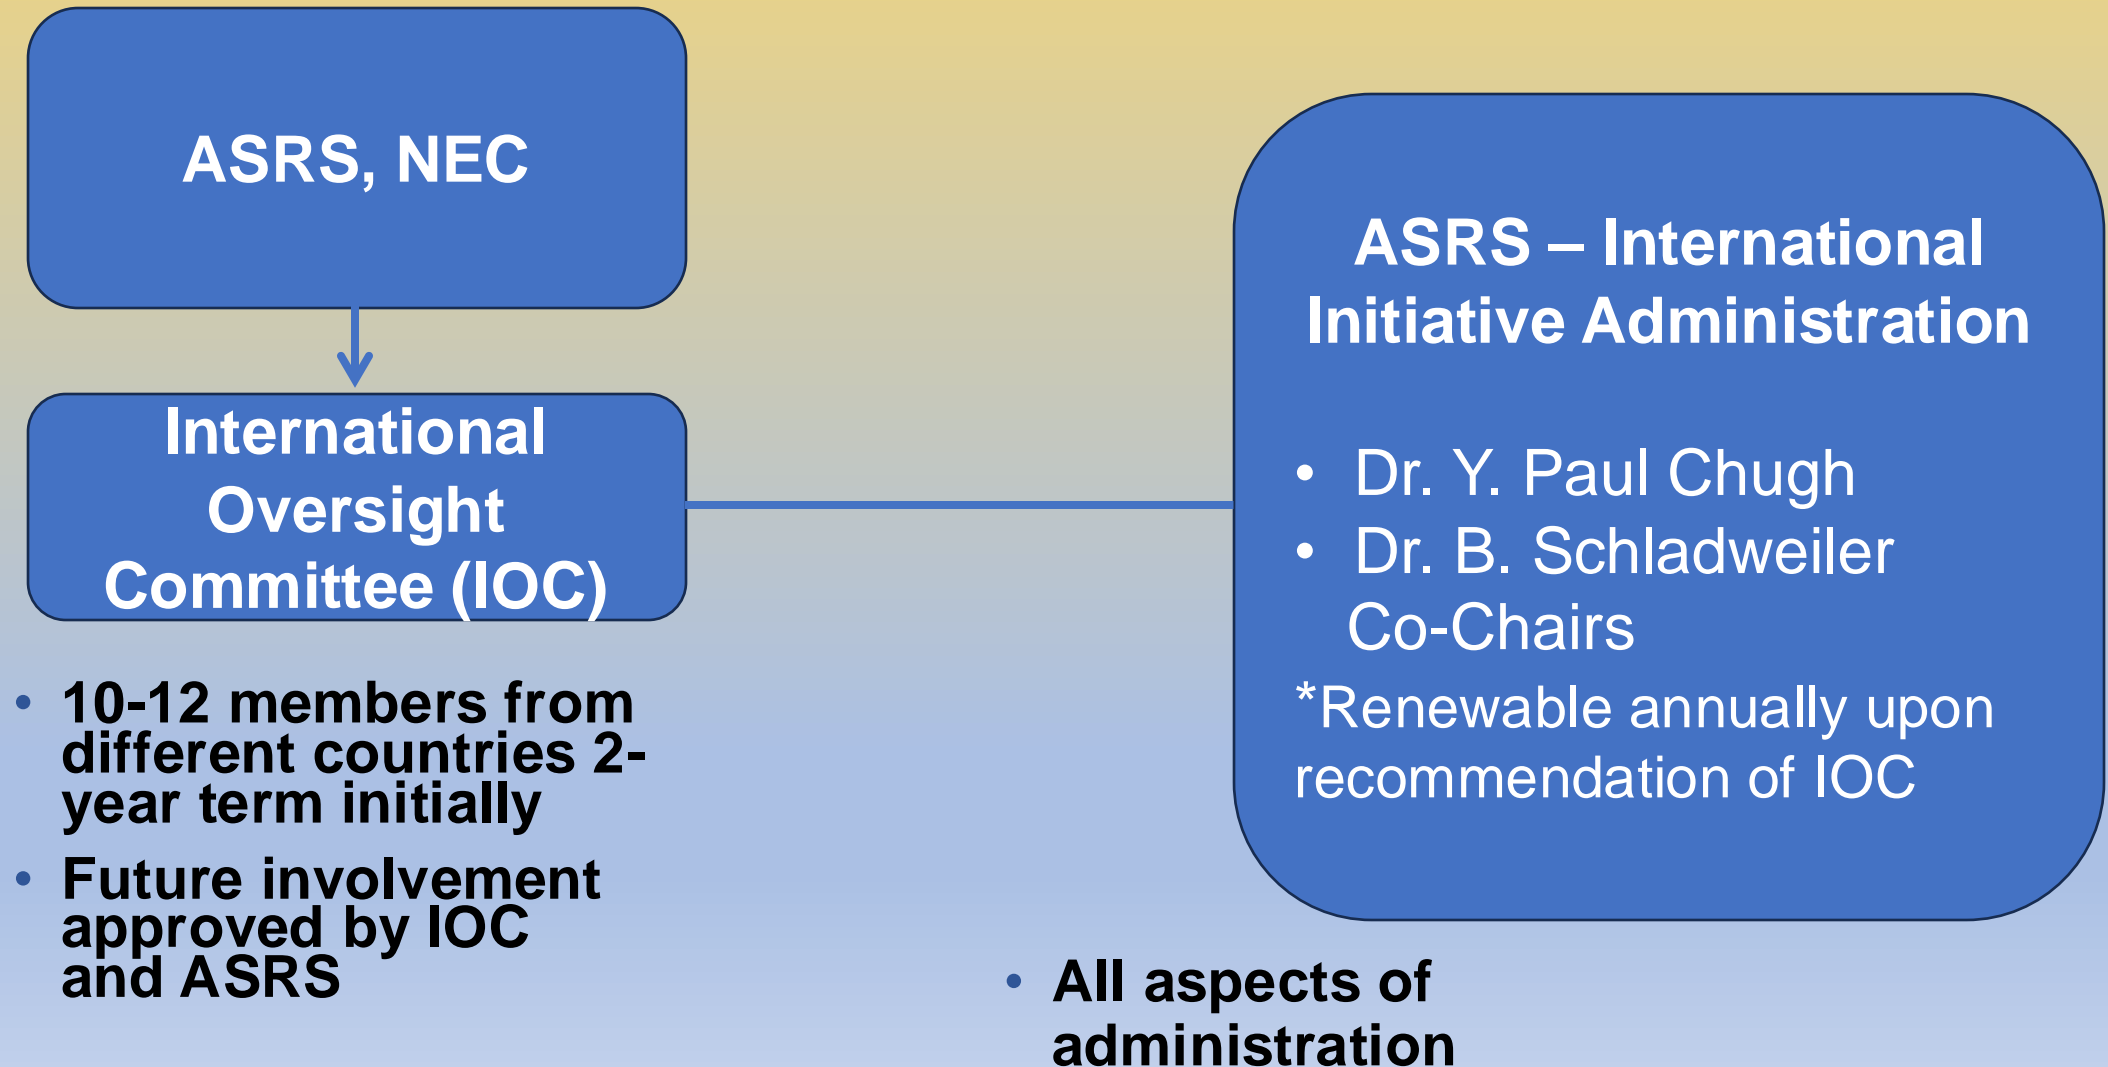 ASRS, NEC
International
Oversight
Committee (IOC)
• 10-12 members from
different countries 2-
year term initially
• Future involvement
approved by IOC
and ASRS
ASRS – International
Initiative Administration
• Dr. Y. Paul Chugh
• Dr. B. Schladweiler
Co-Chairs
*Renewable annually upon
recommendation of IOC
• All aspects of
administration